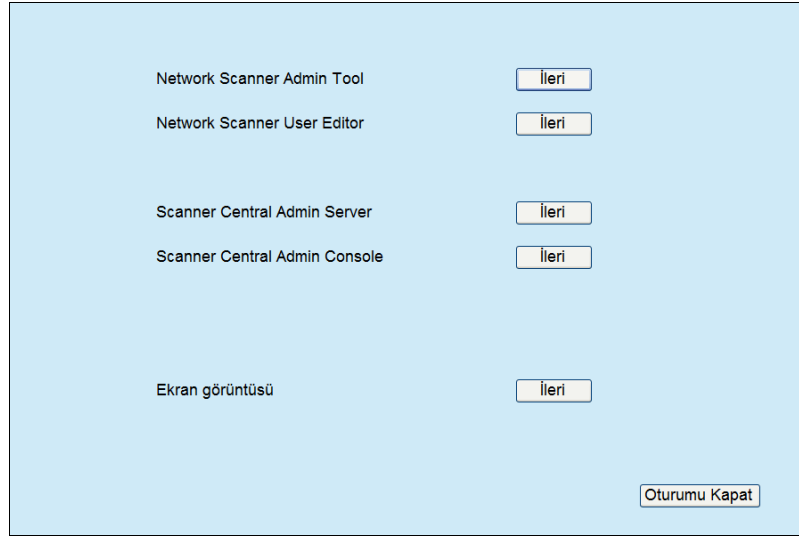 Network Scanner Admin Tool İleri
Network Scanner User Editor İleri
Scanner Central Admin Server İleri
Scanner Central Admin Console İleri
Ekran görüntüsü İleri
Oturumu Kapat